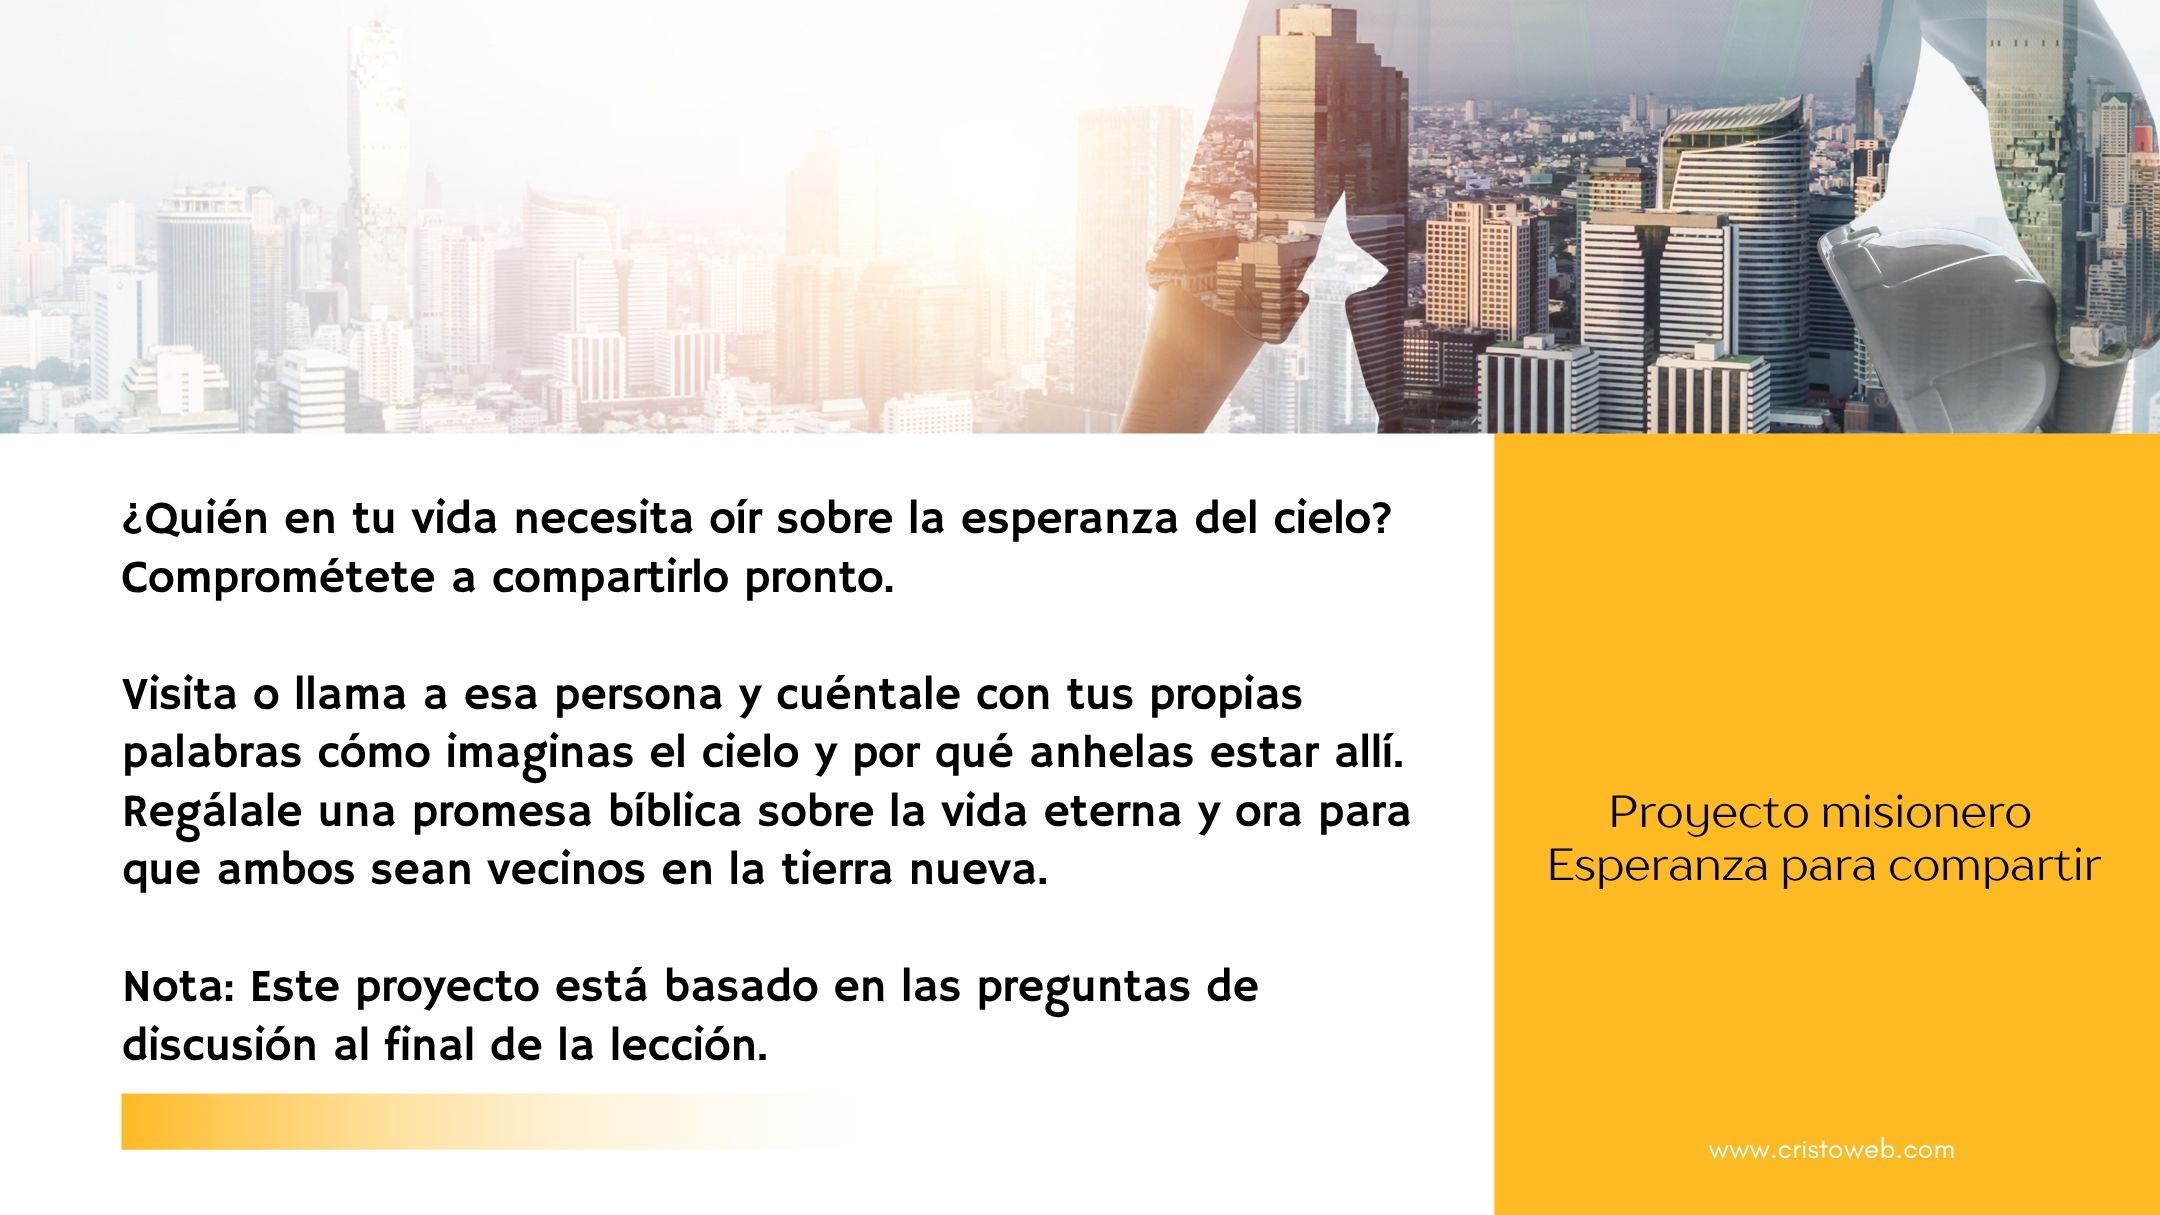 ¿Quién en tu vida necesita oír sobre la esperanza del cielo?
Comprométete a compartirlo pronto.
Visita o llama a esa persona y cuéntale con tus propias
palabras cómo imaginas el cielo y por qué anhelas estar allí.
Regálale una promesa bíblica sobre la vida eterna y ora para
que ambos sean vecinos en la tierra nueva.
Nota: Este proyecto está basado en las preguntas de
discusión al final de la lección.
Proyecto misionero
Esperanza para compartir
www.cristoweb.com